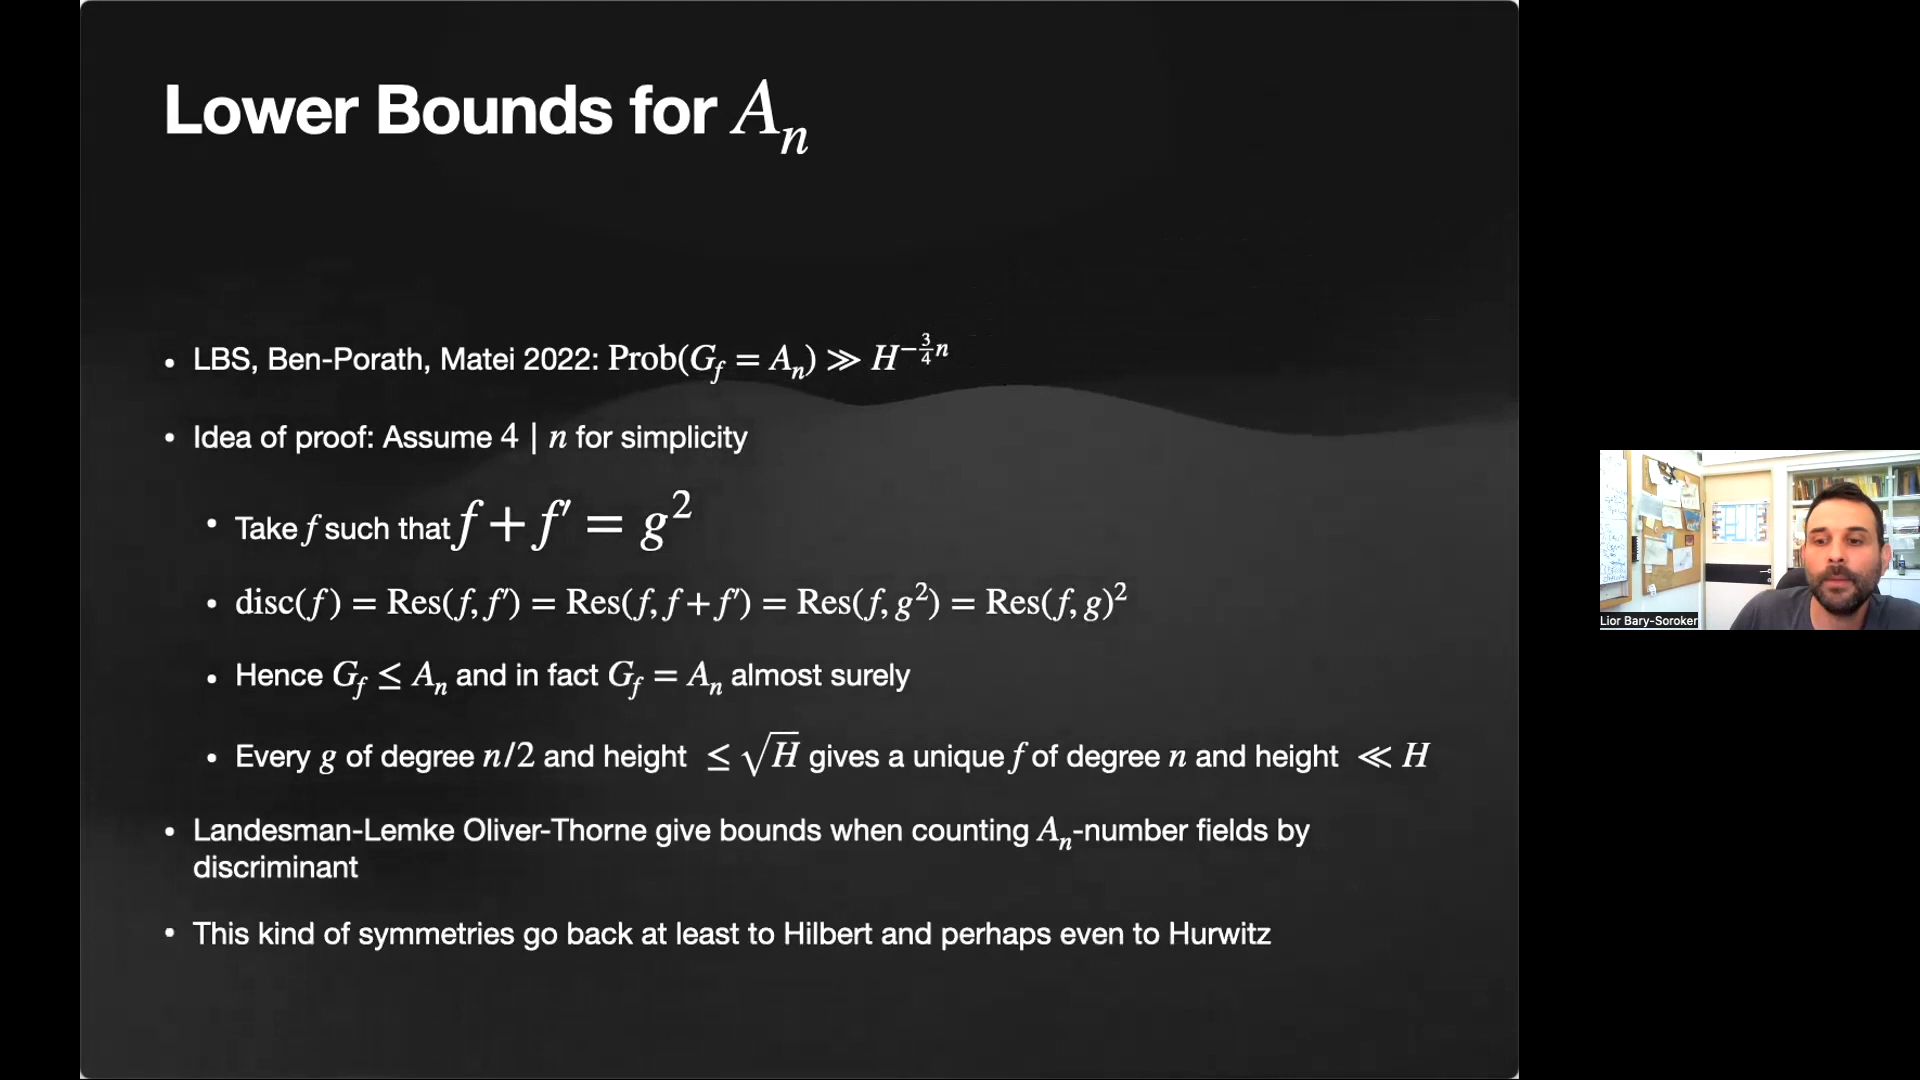 Lower Bounds for Aₙ
• LBS, Ben-Porath, Matei 2022: Prob(G_f = Aₙ) ≫ H^{-\frac{3}{4}n}
• Idea of proof: Assume 4 | n for simplicity
• Take f such that f + f′ = g²
• disc(f) = Res(f, f′) = Res(f, f + f′) = Res(f, g²) = Res(f, g)²
• Hence G_f ≤ Aₙ and in fact G_f = Aₙ almost surely
• Every g of degree n/2 and height ≤ √H gives a unique f of degree n and height ≪ H
• Landesman-Lemke Oliver-Thorne give bounds when counting Aₙ-number fields by
discriminant
• This kind of symmetries go back at least to Hilbert and perhaps even to Hurwitz
Lior Bary-Soroker